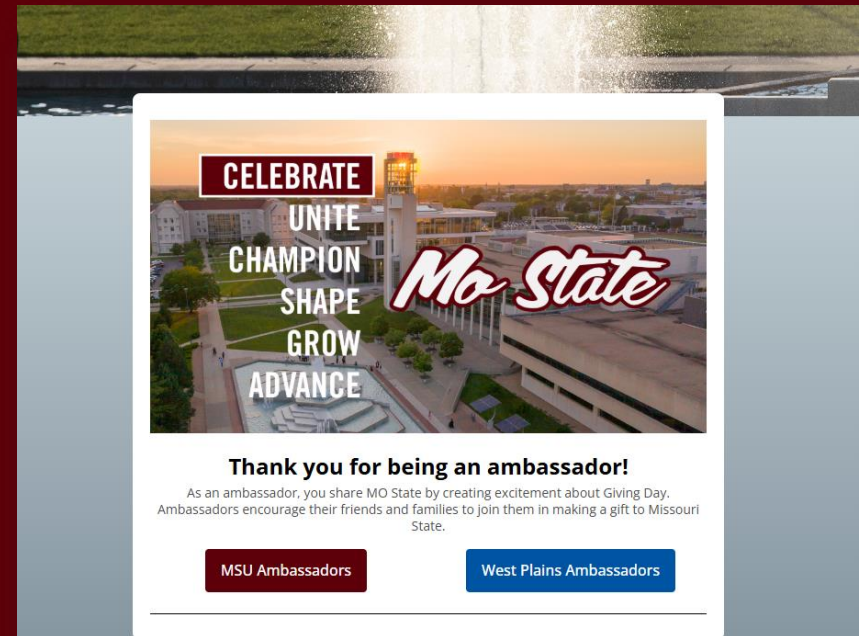 CELEBRATE
UNITE
CHAMPION
SHAPE
GROW
ADVANCE
Mo State
Thank you for being an ambassador!
As an ambassador, you share MO State by creating excitement about Giving Day.
Ambassadors encourage their friends and families to join them in making a gift to Missouri
State.
MSU Ambassadors
West Plains Ambassadors